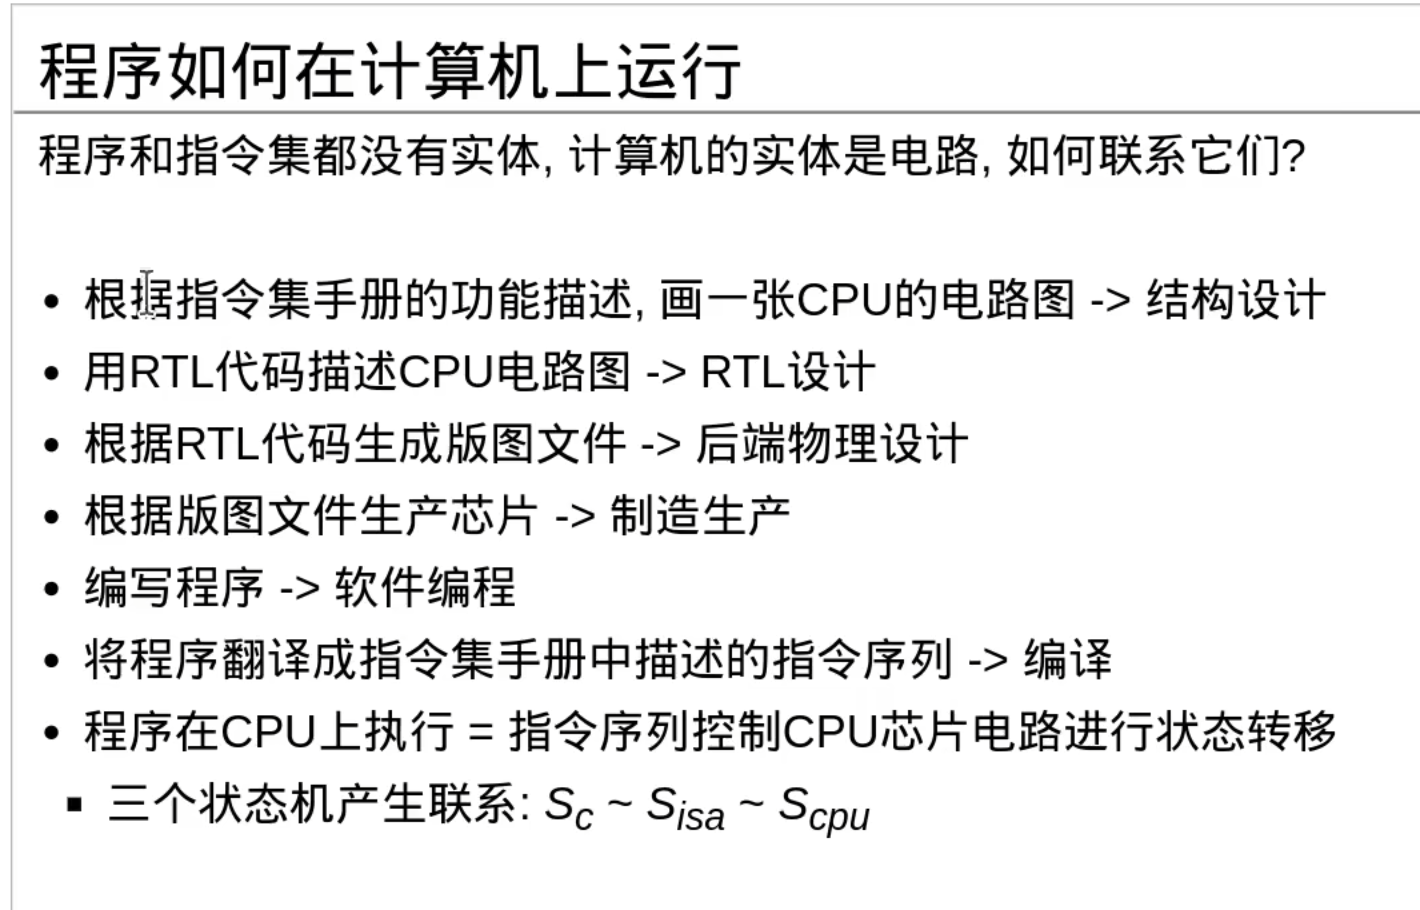 程序如何在计算机上运行
程序和指令集都没有实体, 计算机的实体是电路, 如何联系它们?
• 根据指令集手册的功能描述, 画一张CPU的电路图 -> 结构设计
• 用RTL代码描述CPU电路图 -> RTL设计
• 根据RTL代码生成版图文件 -> 后端物理设计
• 根据版图文件生产芯片 -> 制造生产
• 编写程序 -> 软件编程
• 将程序翻译成指令集手册中描述的指令序列 -> 编译
• 程序在CPU上执行 = 指令序列控制CPU芯片电路进行状态转移
▪ 三个状态机产生联系: S_c ~ S_isa ~ S_cpu